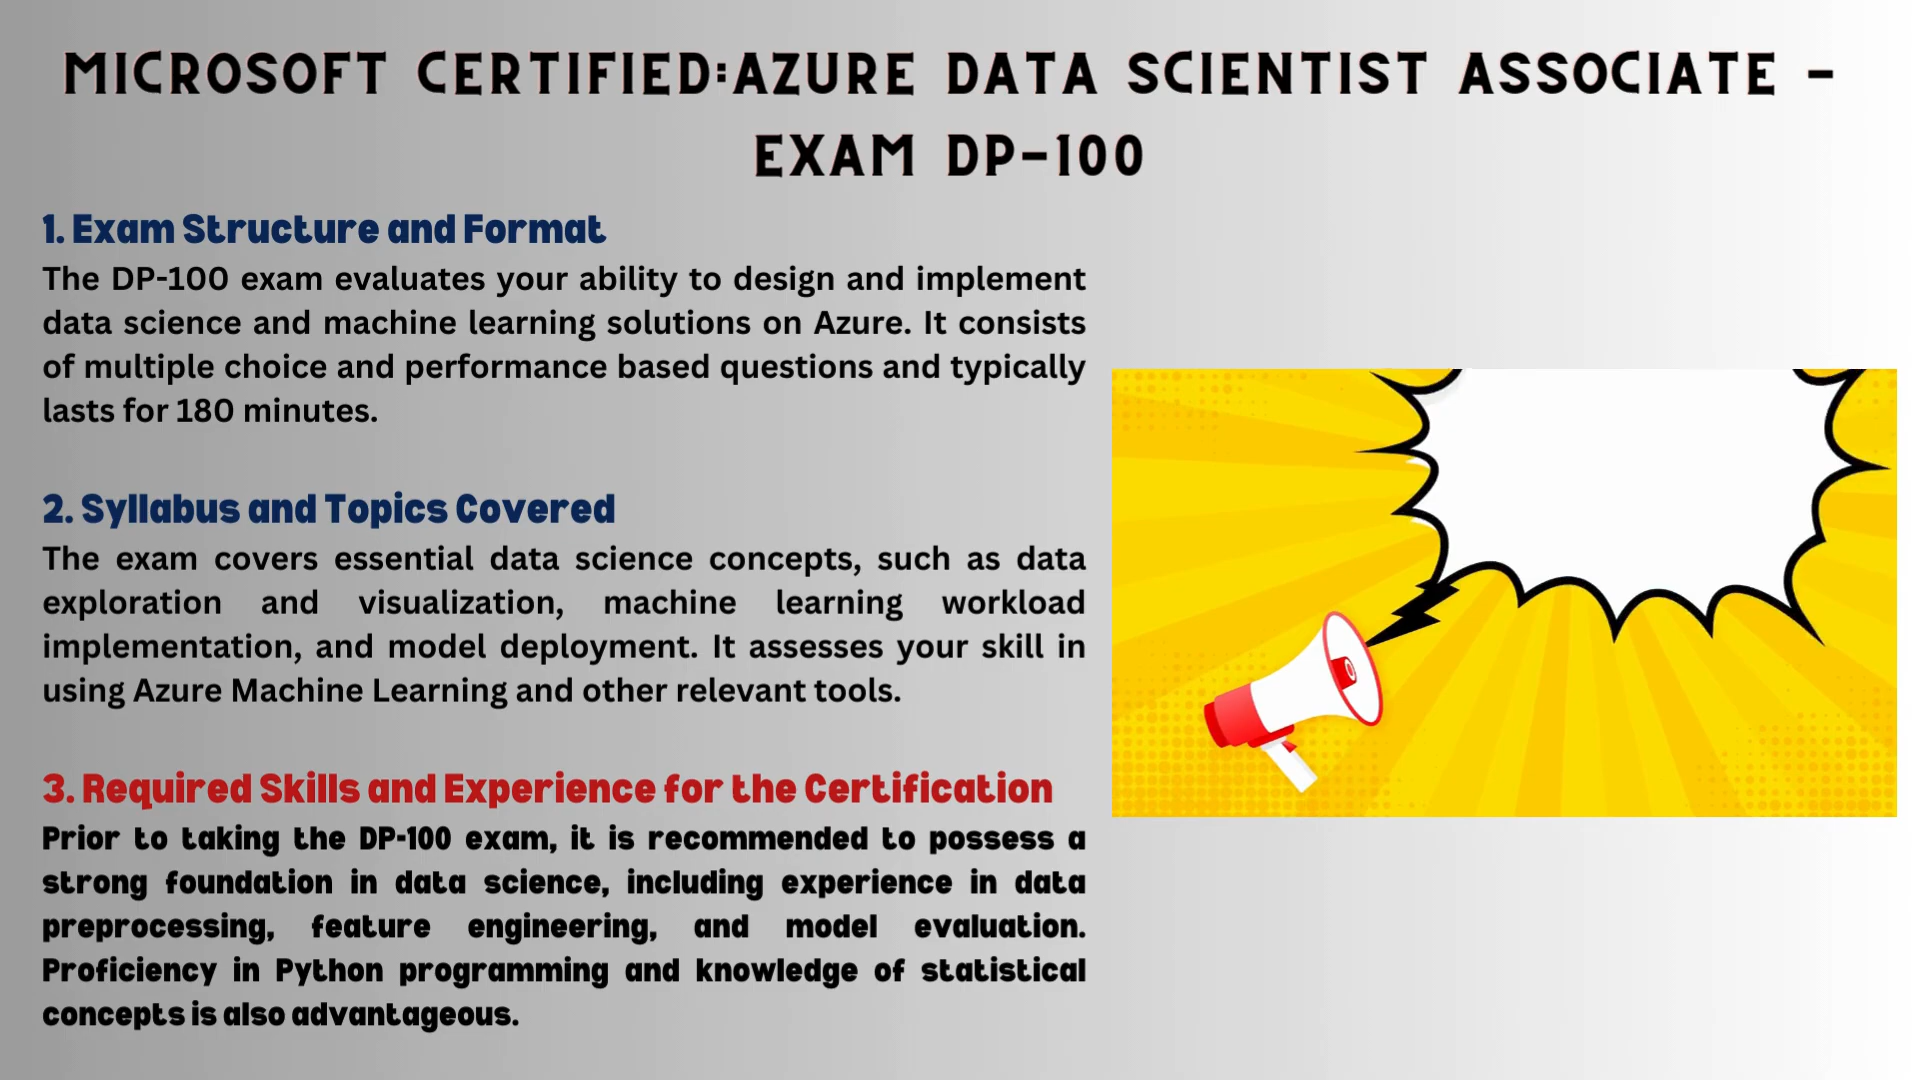 MICROSOFT CERTIFIED:AZURE DATA SCIENTIST ASSOCIATE -
EXAM DP-100
1. Exam Structure and Format
The DP-100 exam evaluates your ability to design and implement
data science and machine learning solutions on Azure. It consists
of multiple choice and performance based questions and typically
lasts for 180 minutes.
2. Syllabus and Topics Covered
The exam covers essential data science concepts, such as data
exploration and visualization, machine learning workload
implementation, and model deployment. It assesses your skill in
using Azure Machine Learning and other relevant tools.
3. Required Skills and Experience for the Certification
Prior to taking the DP-100 exam, it is recommended to possess a
strong foundation in data science, including experience in data
preprocessing, feature engineering, and model evaluation.
Proficiency in Python programming and knowledge of statistical
concepts is also advantageous.